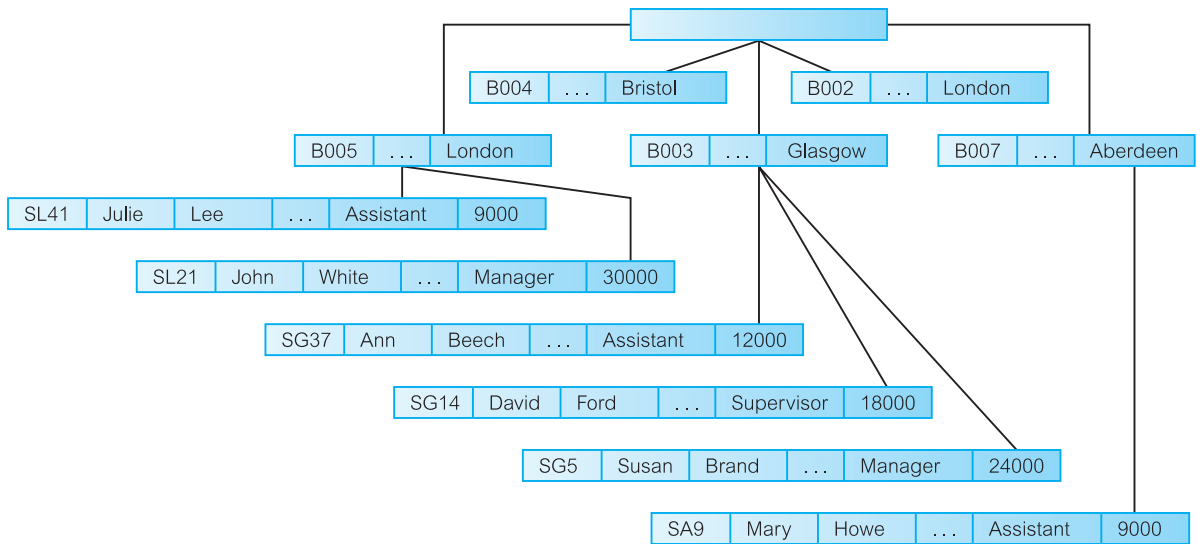 B004 ... Bristol
B002 ... London
B005 ... London
B003 ... Glasgow
B007 ... Aberdeen
SL41 Julie Lee ... Assistant 9000
SL21 John White ... Manager 30000
SG37 Ann Beech ... Assistant 12000
SG14 David Ford ... Supervisor 18000
SG5 Susan Brand ... Manager 24000
SA9 Mary Howe ... Assistant 9000